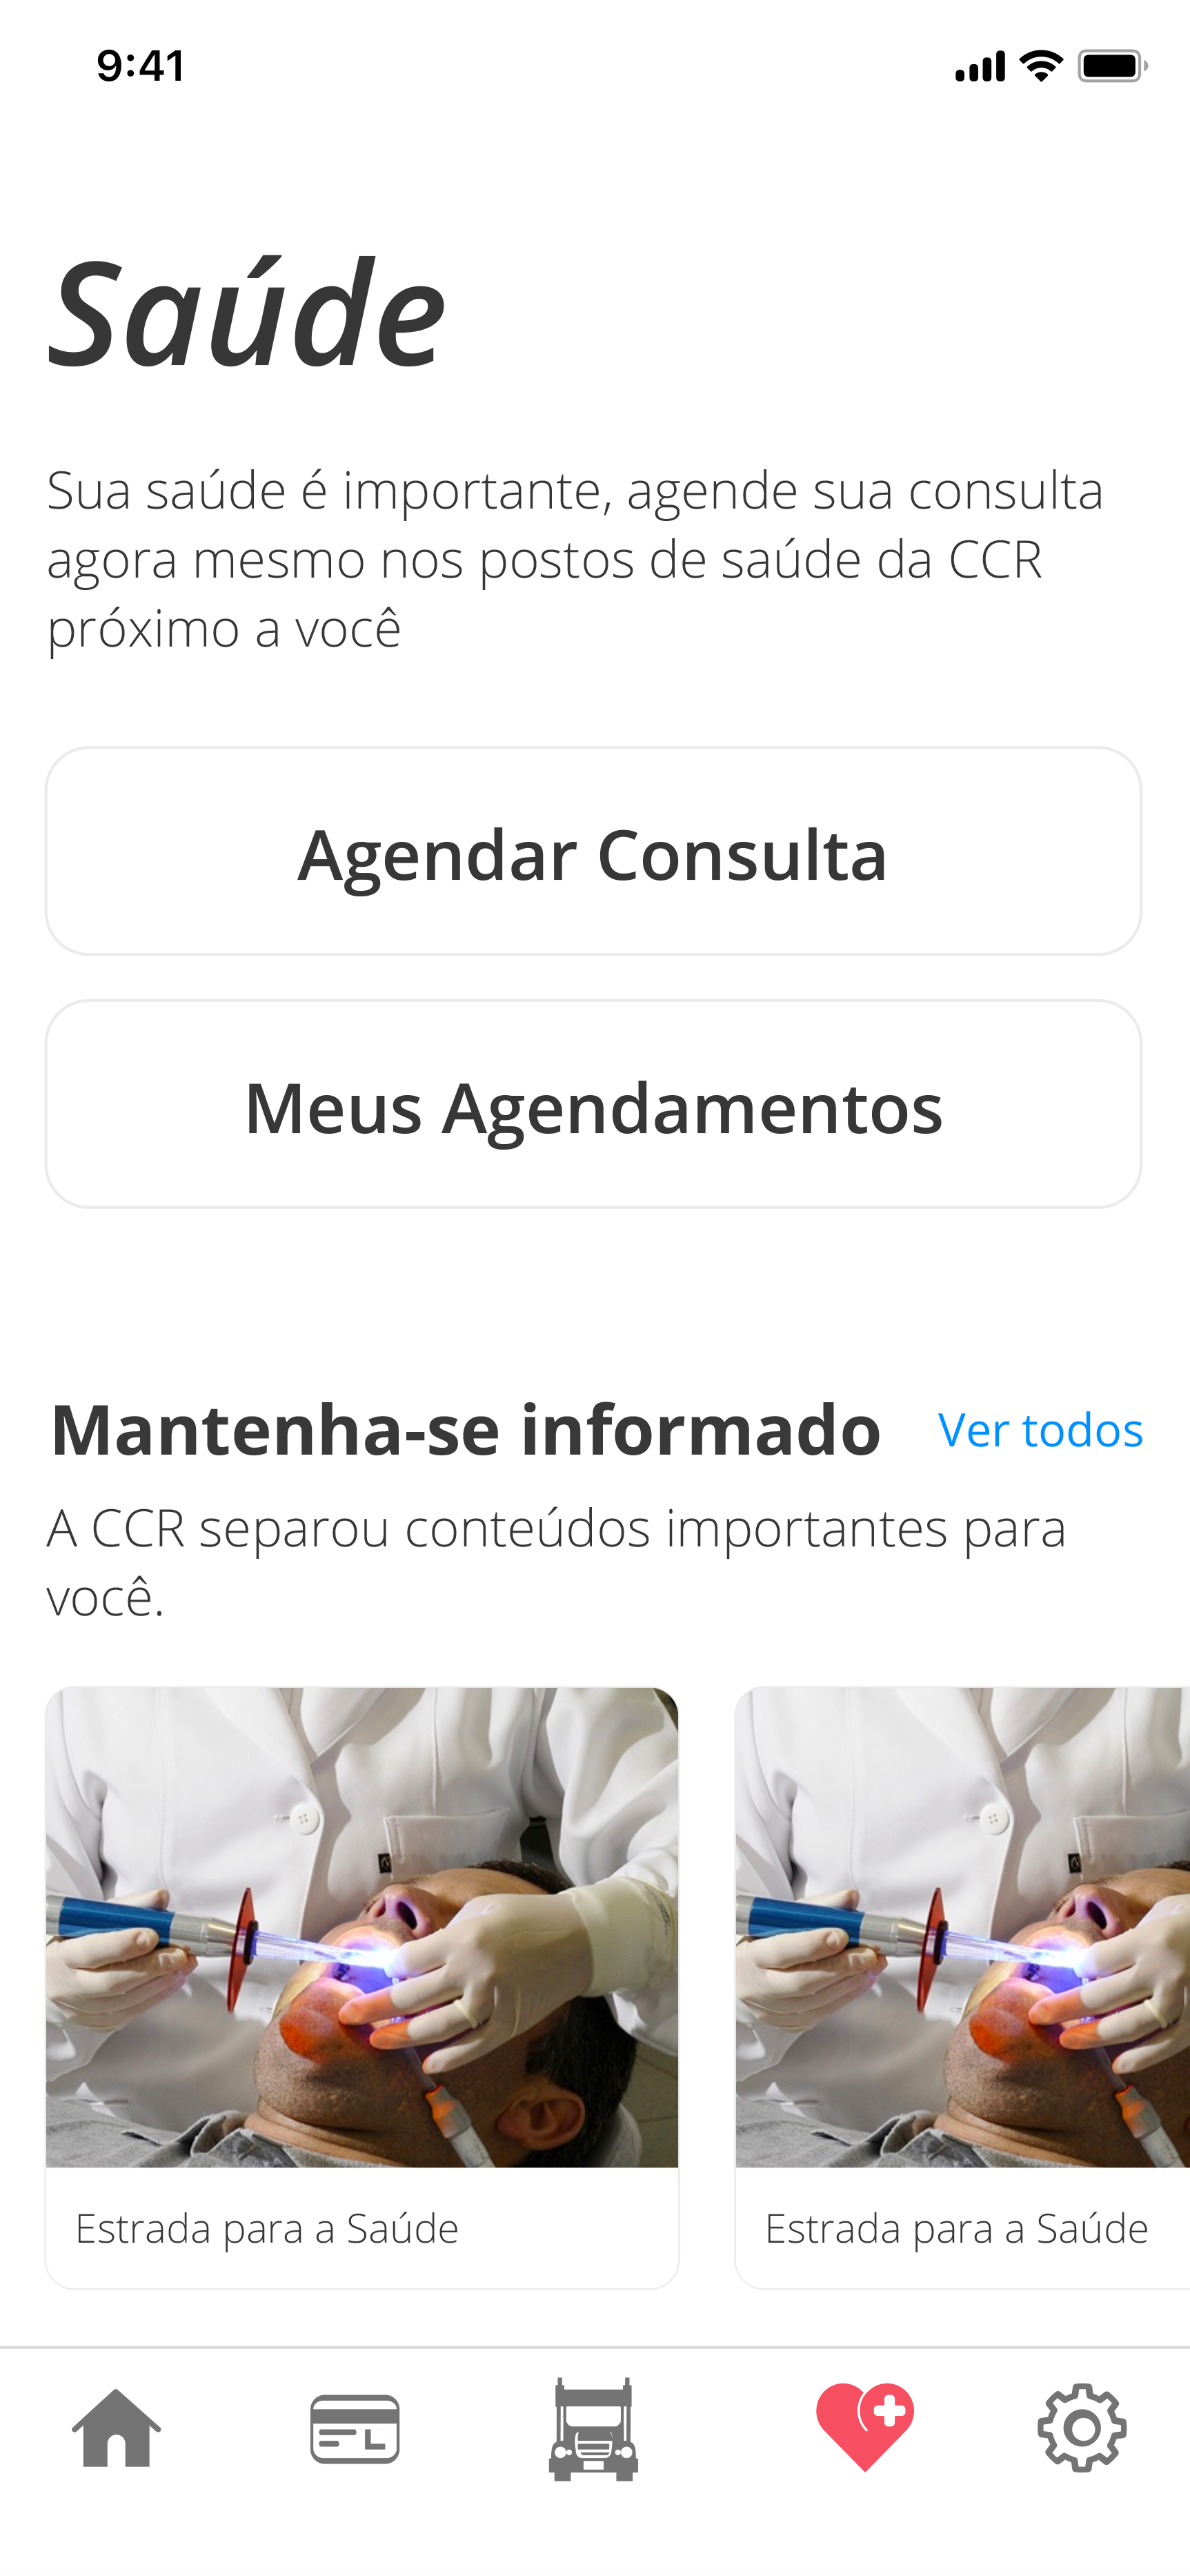 9:41
Saúde
Sua saúde é importante, agende sua consulta
agora mesmo nos postos de saúde da CCR
próximo a você
Agendar Consulta
Meus Agendamentos
Mantenha-se informado
Ver todos
A CCR separou conteúdos importantes para
você.
Estrada para a Saúde
Estrada para a Saúde